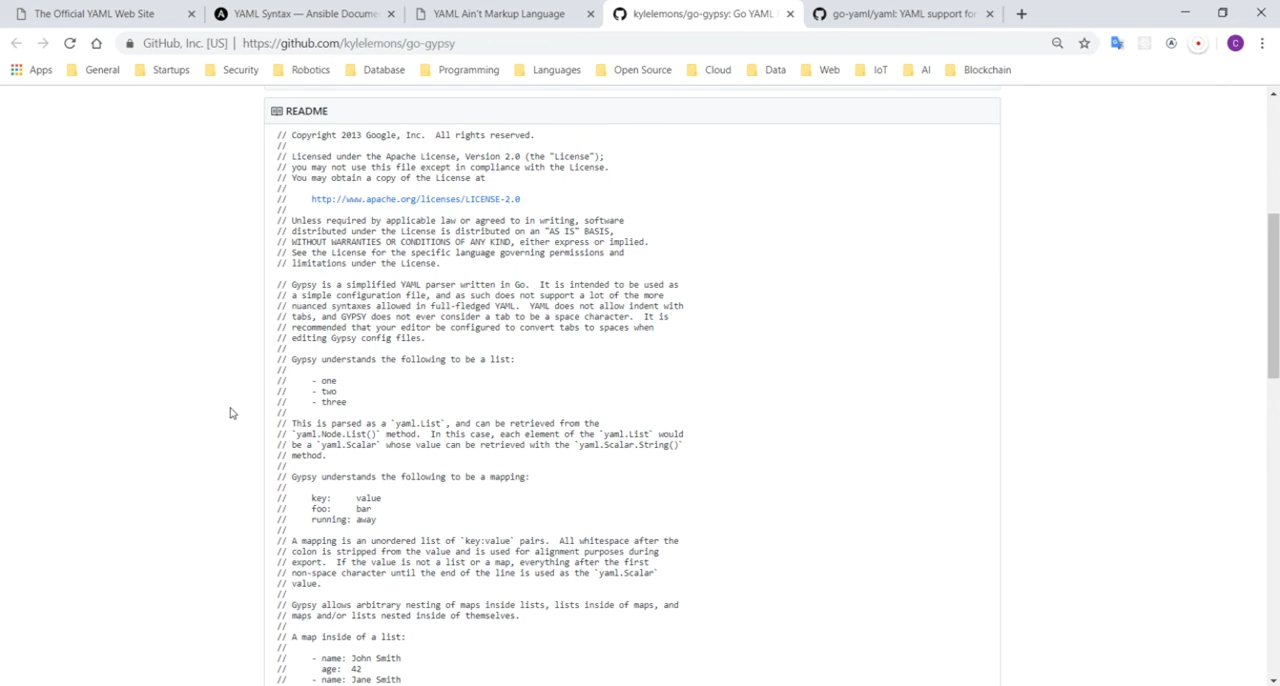 The Official YAML Web Site
YAML Syntax — Ansible Docume
YAML Ain't Markup Language
kylelemons/go-gypsy: Go YAML
go-yaml/yaml: YAML support for
GitHub, Inc. [US] | https://github.com/kylelemons/go-gypsy
C
Apps General Startups Security Robotics Database Programming Languages Open Source Cloud Data Web IoT AI Blockchain
README
// Copyright 2013 Google, Inc.  All rights reserved.
//
// Licensed under the Apache License, Version 2.0 (the "License");
// you may not use this file except in compliance with the License.
// You may obtain a copy of the License at
//
//     http://www.apache.org/licenses/LICENSE-2.0
//
// Unless required by applicable law or agreed to in writing, software
// distributed under the License is distributed on an "AS IS" BASIS,
// WITHOUT WARRANTIES OR CONDITIONS OF ANY KIND, either express or implied.
// See the License for the specific language governing permissions and
// limitations under the License.
// Gypsy is a simplified YAML parser written in Go.  It is intended to be used as
// a simple configuration file, and as such does not support a lot of the more
// nuanced syntaxes allowed in full-fledged YAML.  YAML does not allow indent with
// tabs, and GYPSY does not ever consider a tab to be a space character.  It is
// recommended that your editor be configured to convert tabs to spaces when
// editing Gypsy config files.
//
// Gypsy understands the following to be a list:
//
//     - one
//     - two
//     - three
//
// This is parsed as a `yaml.List`, and can be retrieved from the
// `yaml.Node.List()` method.  In this case, each element of the `yaml.List` would
// be a `yaml.Scalar` whose value can be retrieved with the `yaml.Scalar.String()`
// method.
//
// Gypsy understands the following to be a mapping:
//
//     key:     value
//     foo:     bar
//     running: away
//
// A mapping is an unordered list of `key:value` pairs.  All whitespace after the
// colon is stripped from the value and is used for alignment purposes during
// export.  If the value is not a list or a map, everything after the first
// non-space character until the end of the line is used as the `yaml.Scalar`
// value.
//
// Gypsy allows arbitrary nesting of maps inside lists, lists inside of maps, and
// maps and/or lists nested inside of themselves.
//
// A map inside of a list:
//
//     - name: John Smith
//       age:  42
//     - name: Jane Smith